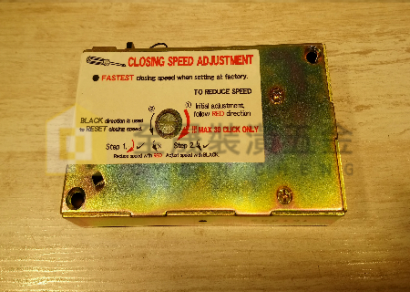 CLOSING SPEED ADJUSTMENT
FASTEST closing speed when setting at factory.
TO REDUCE SPEED
① Initial adjustment,
follow RED direction
②
BLACK direction is used
to RESET closing speed.
MAX 30 CLICK ONLY
Step 1. Step 2.
Reduce speed with RED Adjust speed with BLACK.